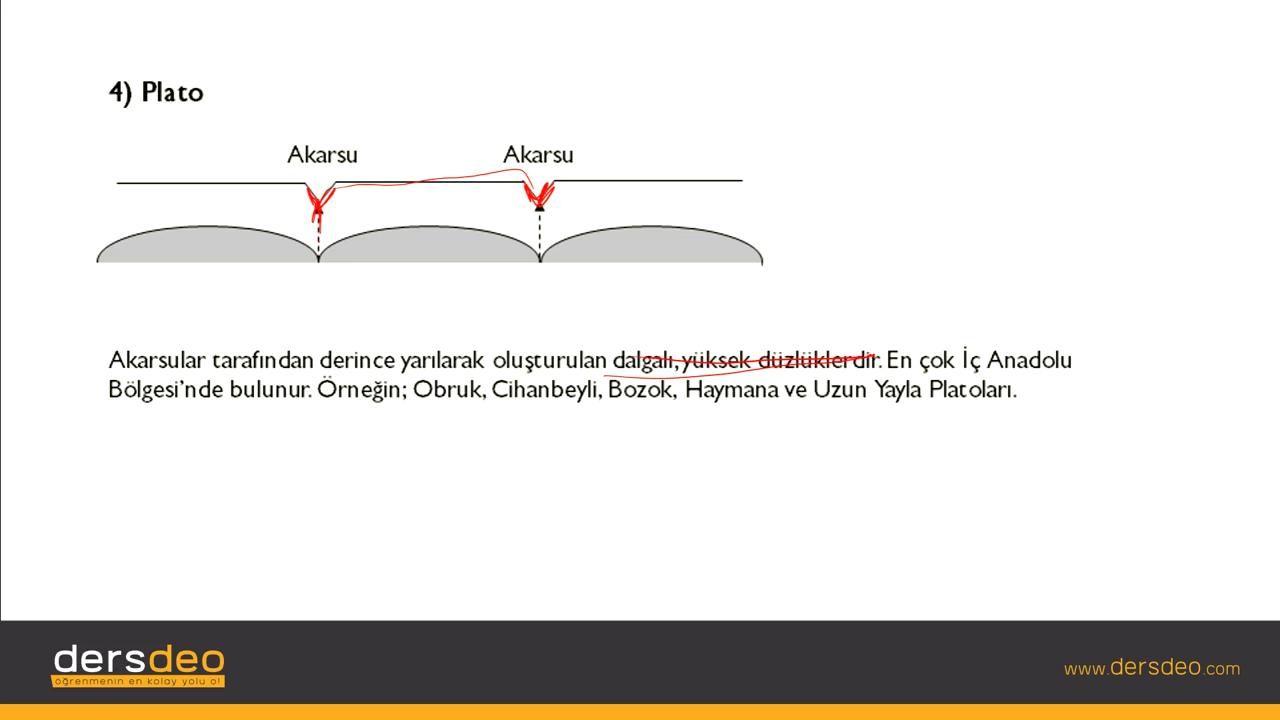 4) Plato
Akarsu Akarsu
Akarsular tarafından derince yarılarak oluşturulan dalgalı, yüksek düzlüklerdir. En çok İç Anadolu
Bölgesi'nde bulunur. Örneğin; Obruk, Cihanbeyli, Bozok, Haymana ve Uzun Yayla Platoları.
dersdeo
öğrenmenin en kolay yolu o!
www.dersdeo.com